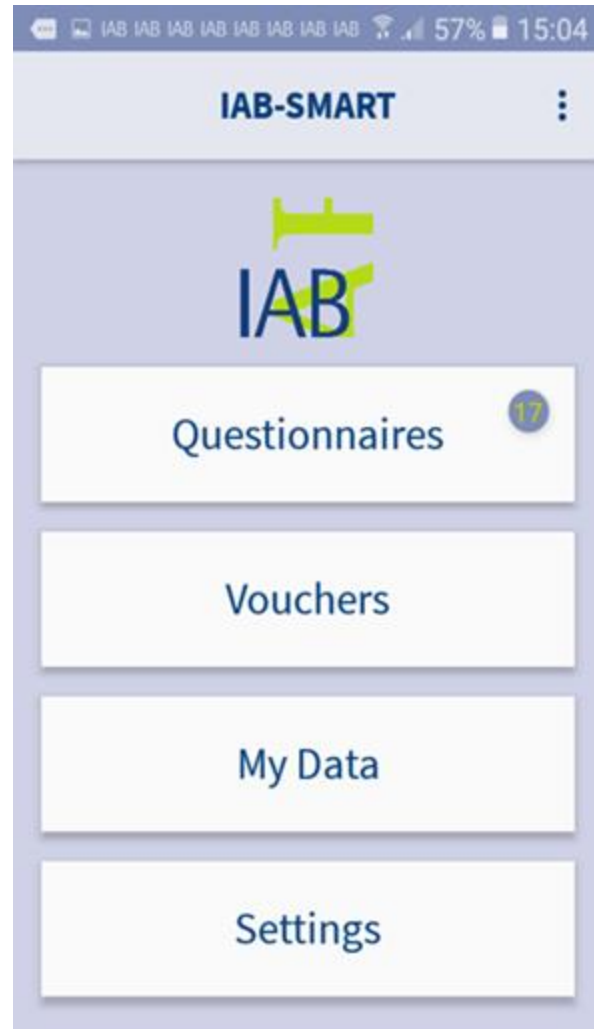 IAB IAB IAB IAB IAB IAB IAB IAB 57% 15:04
IAB-SMART
IAB
17
Questionnaires
Vouchers
My Data
Settings